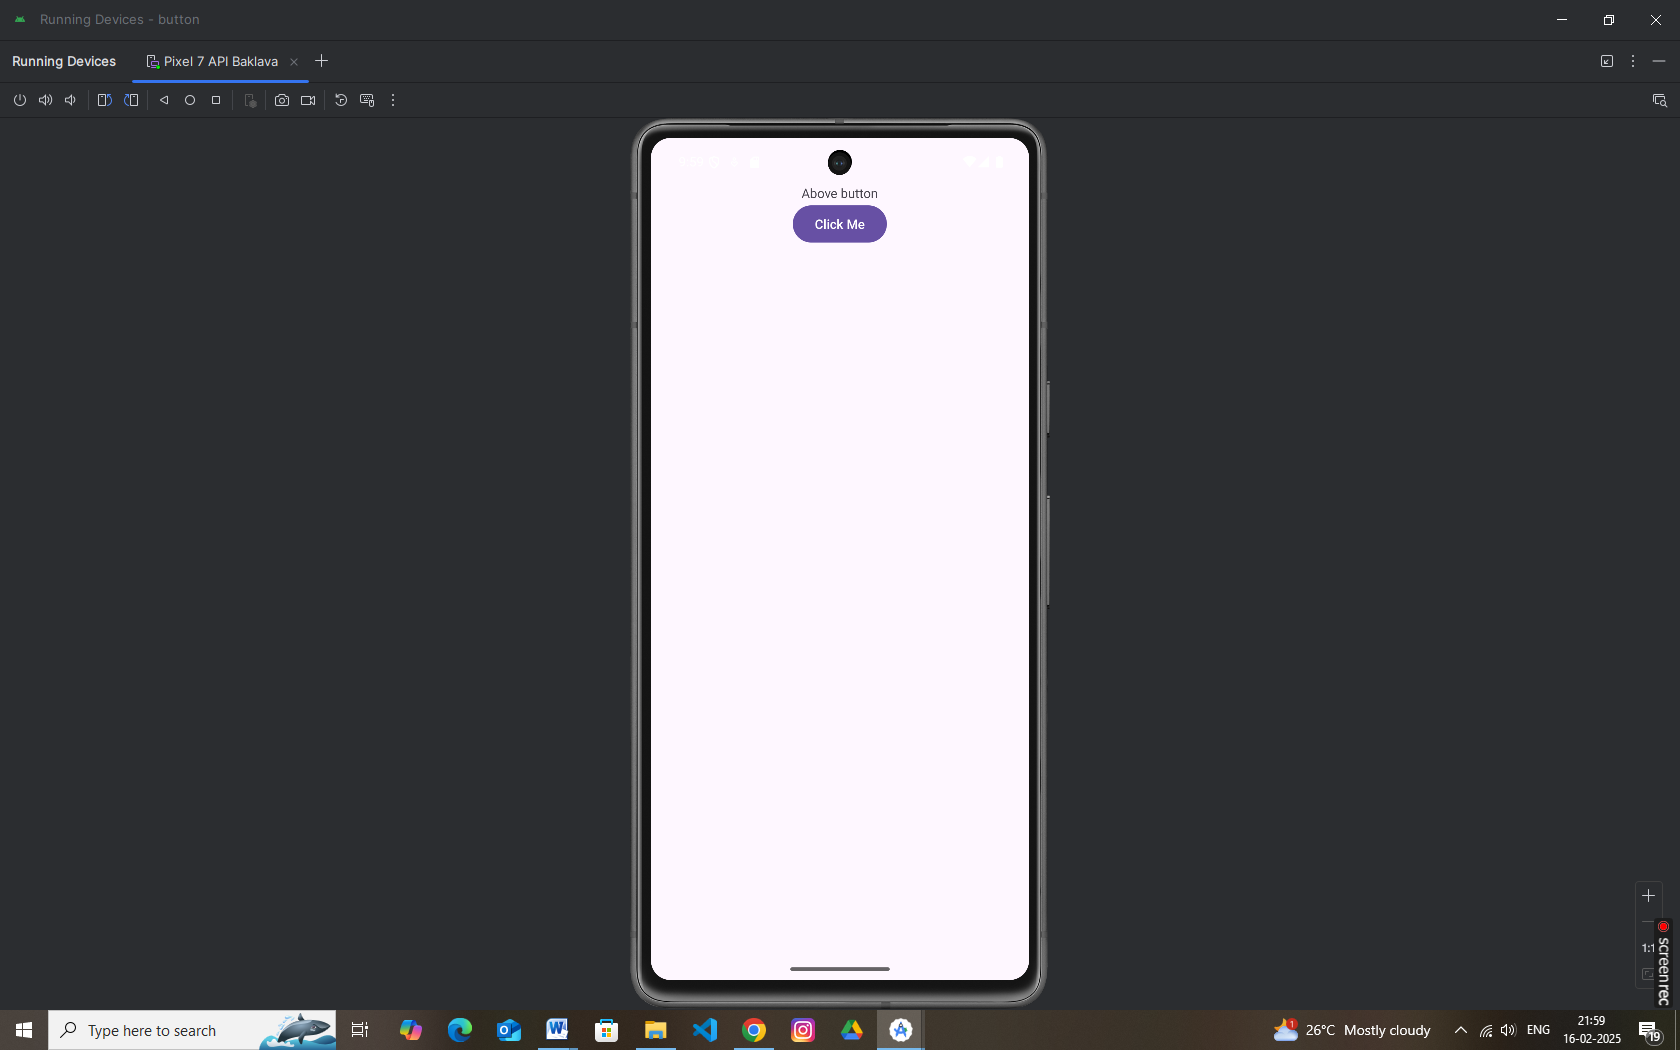 Running Devices - button
Running Devices
Pixel 7 API Baklava
Above button
Click Me
1:1
screenrec
Type here to search
1
26°C Mostly cloudy
ENG
21:59
16-02-2025
19